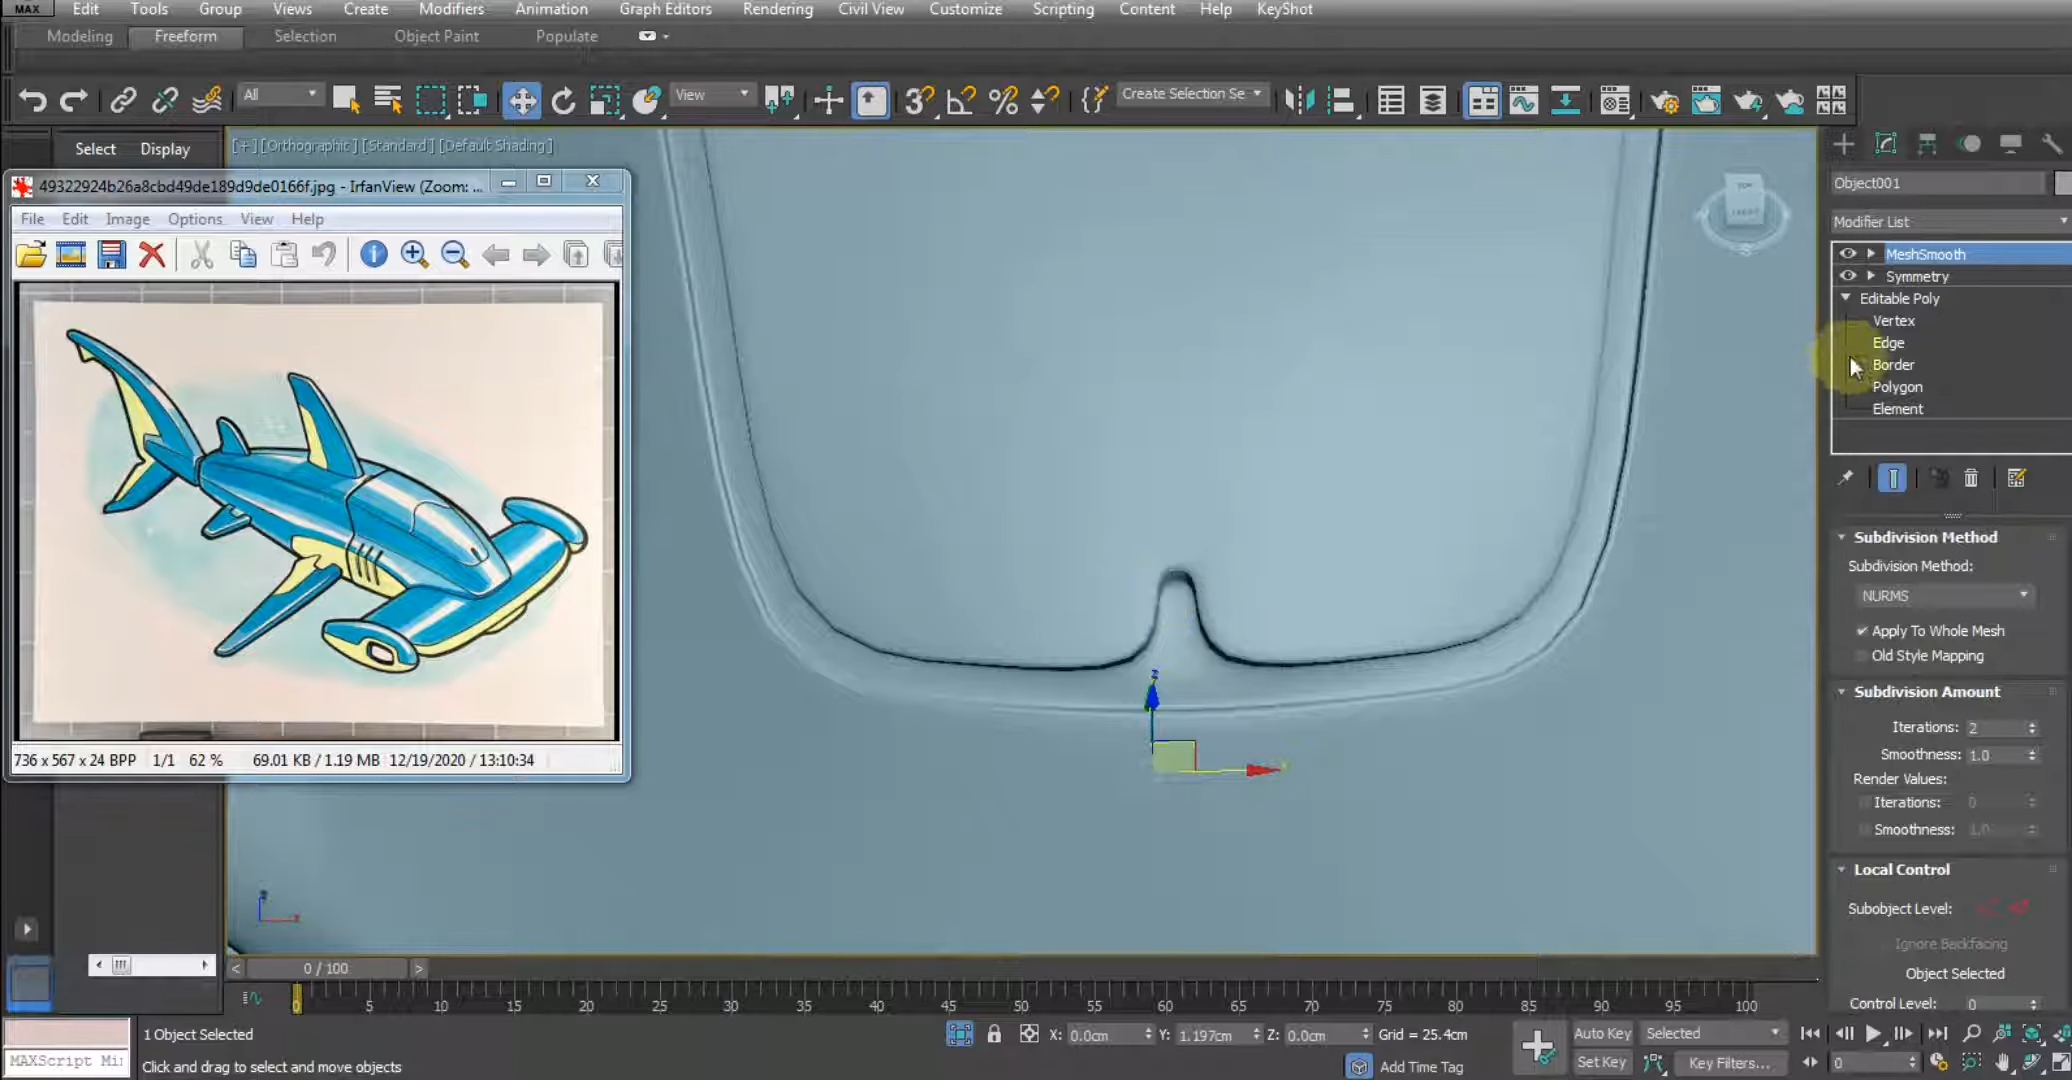 MAX Edit Tools Group Views Create Modifiers Animation Graph Editors Rendering Civil View Customize Scripting Content Help KeyShot
Modeling Freeform Selection Object Paint Populate
All View 3 Create Selection Se
Select Display
[+] [Orthographic] [Standard] [Default Shading]
49322924b26a8cbd49de189d9de0166f.jpg - IrfanView (Zoom: ...
File Edit Image Options View Help
736 x 567 x 24 BPP 1/1 62 % 69.01 KB / 1.19 MB 12/19/2020 / 13:10:34
TOP
FRONT
z
Object001
Modifier List
MeshSmooth
Symmetry
Editable Poly
Vertex
Edge
Border
Polygon
Element
Subdivision Method
Subdivision Method:
NURMS
Apply To Whole Mesh
Old Style Mapping
Subdivision Amount
Iterations: 2
Smoothness: 1.0
Render Values:
Iterations: 0
Smoothness: 1.0
Local Control
Subobject Level:
Ignore Backfacing
Object Selected
Control Level: 0
0 / 100
0 5 10 15 20 25 30 35 40 45 50 55 60 65 70 75 80 85 90 95 100
1 Object Selected
X: 0.0cm Y: 1.197cm Z: 0.0cm Grid = 25.4cm
Auto Key Selected
MAXScript Mi
Click and drag to select and move objects
Add Time Tag
Set Key Key Filters... 0